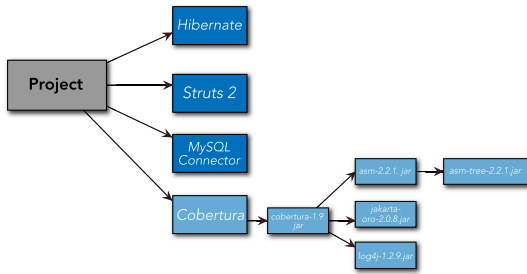 Hibernate
Project
Struts 2
MySQL
Connector
asm-2.2.1. jar
asm-tree-2.2.1.jar
Cobertura
cobertura-1.9.
jar
jakarta-
oro-2.0.8.jar
log4j-1.2.9.jar